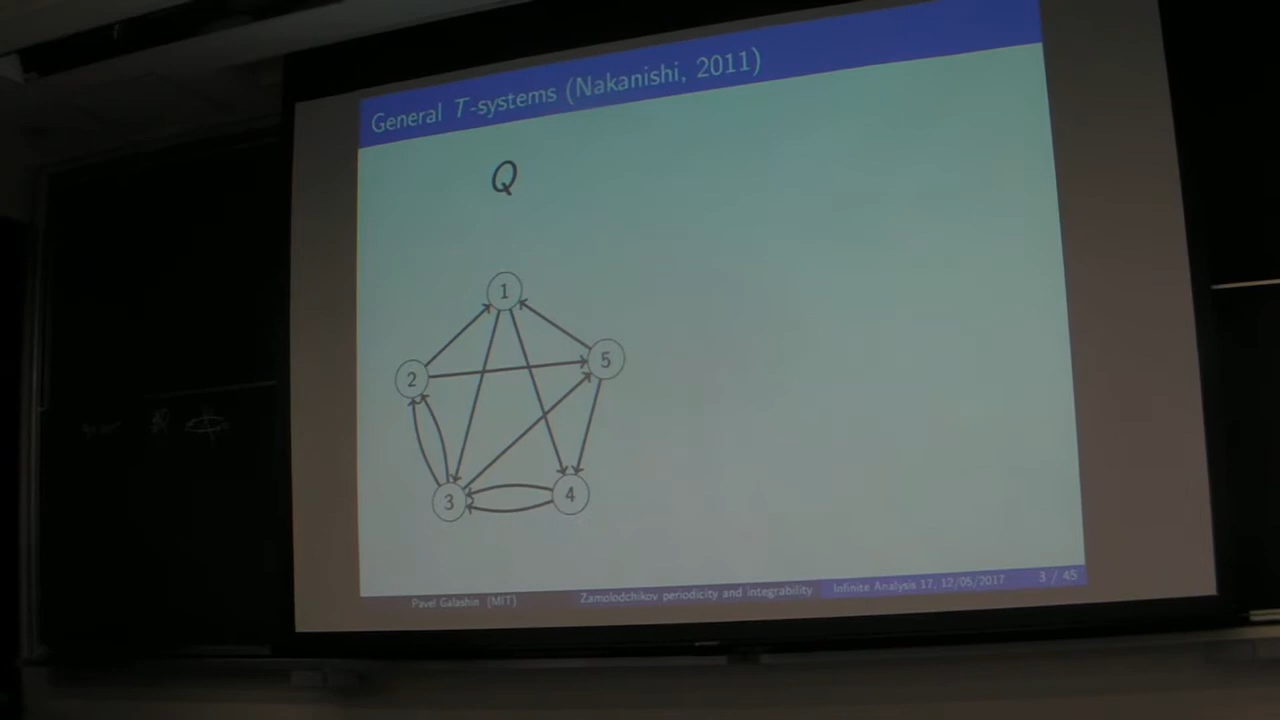 General T-systems (Nakanishi, 2011)
Q
1
2
5
3
4
Pavel Galashin (MIT)
Zamolodchikov periodicity and integrability
Infinite Analysis 17, 12/05/2017
3 / 45